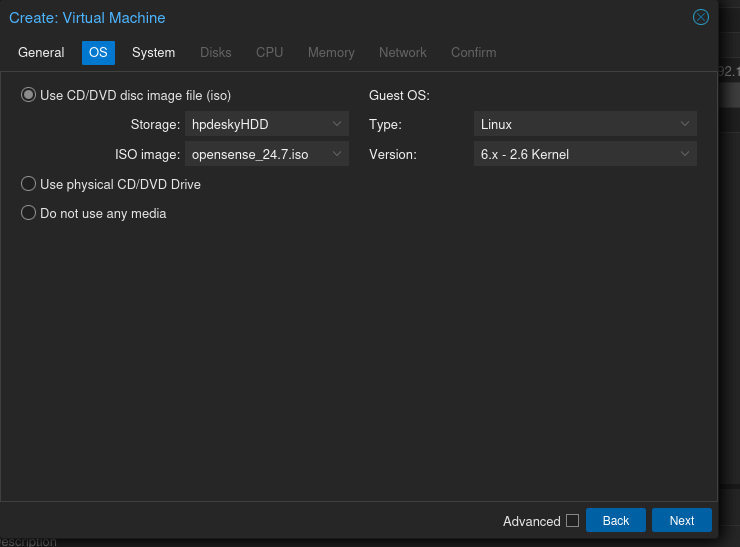 Create: Virtual Machine
General OS System Disks CPU Memory Network Confirm
92.1
Use CD/DVD disc image file (iso) Guest OS:
Storage: hpdeskyHDD Type: Linux
ISO image: opensense_24.7.iso Version: 6.x - 2.6 Kernel
Use physical CD/DVD Drive
Do not use any media
Advanced Back Next
escription